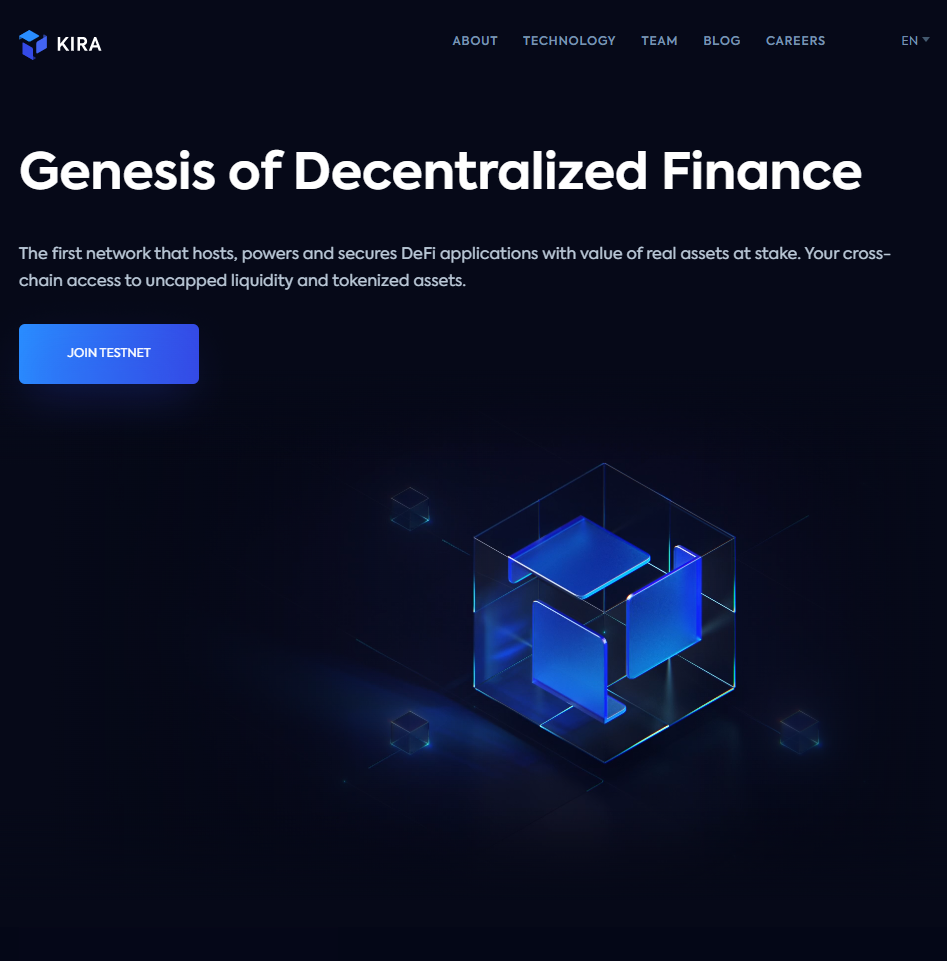 KIRA
ABOUT TECHNOLOGY TEAM BLOG CAREERS EN
Genesis of Decentralized Finance
The first network that hosts, powers and secures DeFi applications with value of real assets at stake. Your cross-
chain access to uncapped liquidity and tokenized assets.
JOIN TESTNET